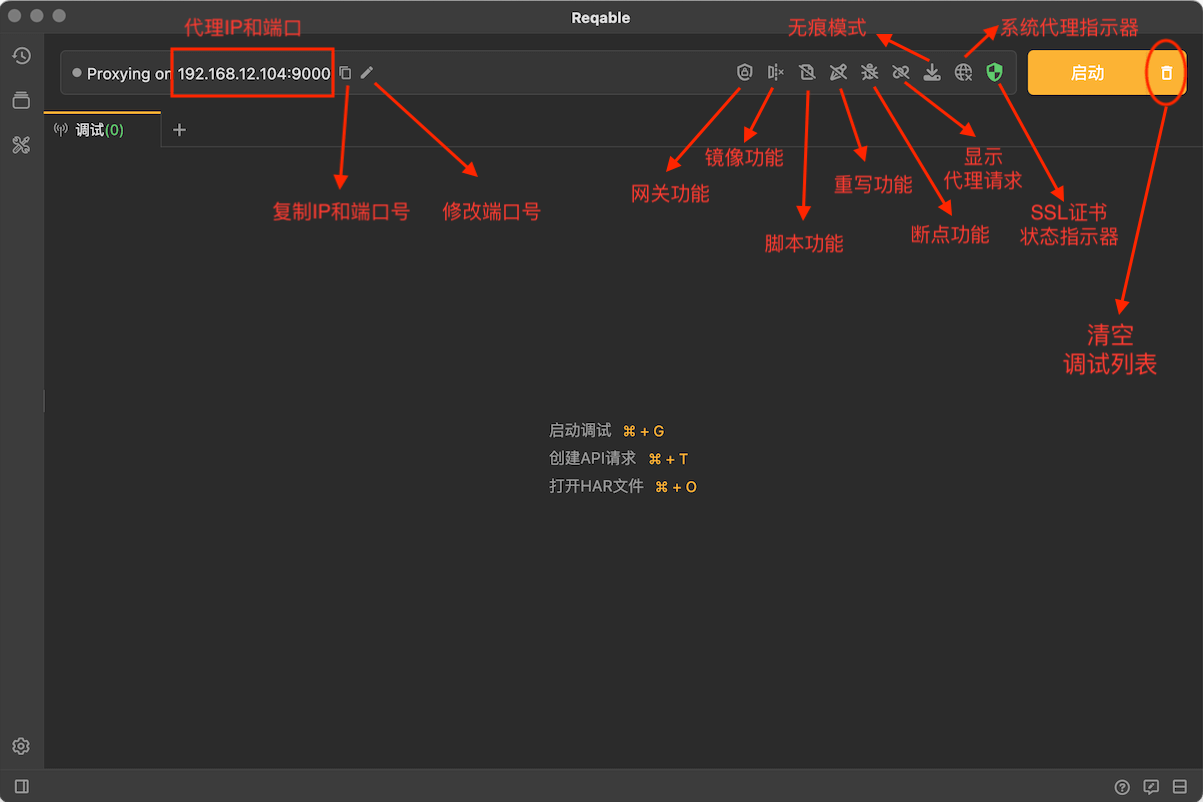 Reqable
代理IP和端口
无痕模式
系统代理指示器
Proxying on 192.168.12.104:9000
启动
调试(0)
镜像功能
显示
代理请求
网关功能
重写功能
复制IP和端口号
修改端口号
SSL证书
状态指示器
脚本功能
断点功能
清空
调试列表
启动调试 ⌘ + G
创建API请求 ⌘ + T
打开HAR文件 ⌘ + O